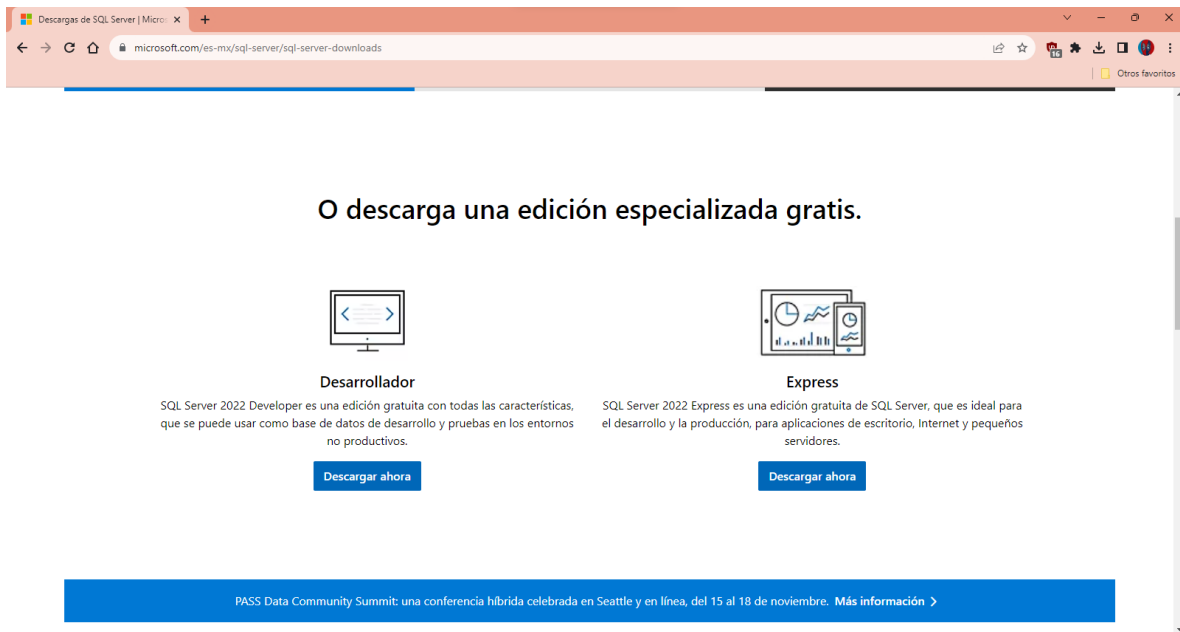 Descargas de SQL Server | Micro
microsoft.com/es-mx/sql-server/sql-server-downloads
16
Otros favoritos
O descarga una edición especializada gratis.
Desarrollador
SQL Server 2022 Developer es una edición gratuita con todas las características,
que se puede usar como base de datos de desarrollo y pruebas en los entornos
no productivos.
Descargar ahora
Express
SQL Server 2022 Express es una edición gratuita de SQL Server, que es ideal para
el desarrollo y la producción, para aplicaciones de escritorio, Internet y pequeños
servidores.
Descargar ahora
PASS Data Community Summit: una conferencia híbrida celebrada en Seattle y en línea, del 15 al 18 de noviembre. Más información >